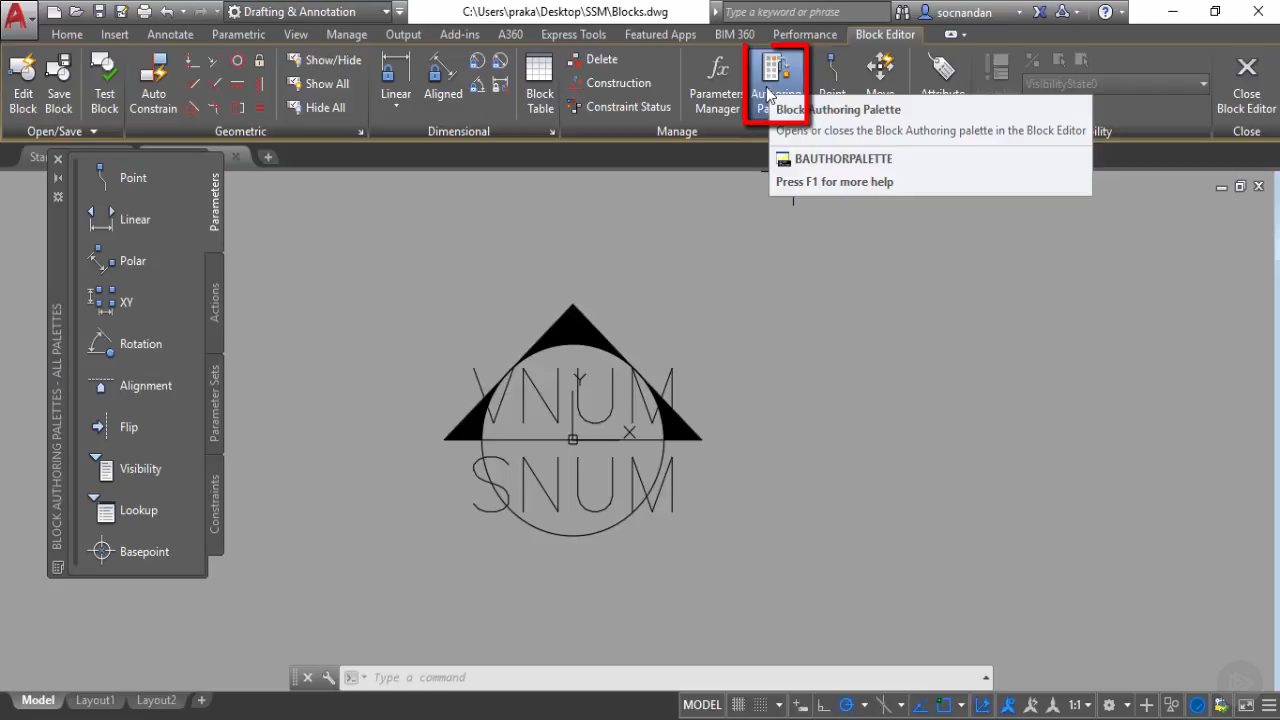 Drafting & Annotation
C:\Users\praka\Desktop\SSM\Blocks.dwg
Type a keyword or phrase
socnandan
Home Insert Annotate Parametric View Manage Output Add-ins A360 Express Tools Featured Apps BIM 360 Performance Block Editor
Edit Block
Save Block
Test Block
Auto Constrain
Show/Hide
Show All
Hide All
Linear
Aligned
Block Table
Delete
Construction
Constraint Status
Parameters Manager
Authoring
Point
Move
Attribute
VisibilityState0
Close Block Editor
Open/Save
Geometric
Dimensional
Manage
Close
Block Authoring Palette
Opens or closes the Block Authoring palette in the Block Editor
BAUTHORPALETTE
Press F1 for more help
Point
Linear
Polar
XY
Rotation
Alignment
Flip
Visibility
Lookup
Basepoint
Parameters
Actions
Parameter Sets
Constraints
BLOCK AUTHORING PALETTES - ALL PALETTES
VNUM
Y
X
SNUM
Type a command
Model Layout1 Layout2
MODEL
1:1